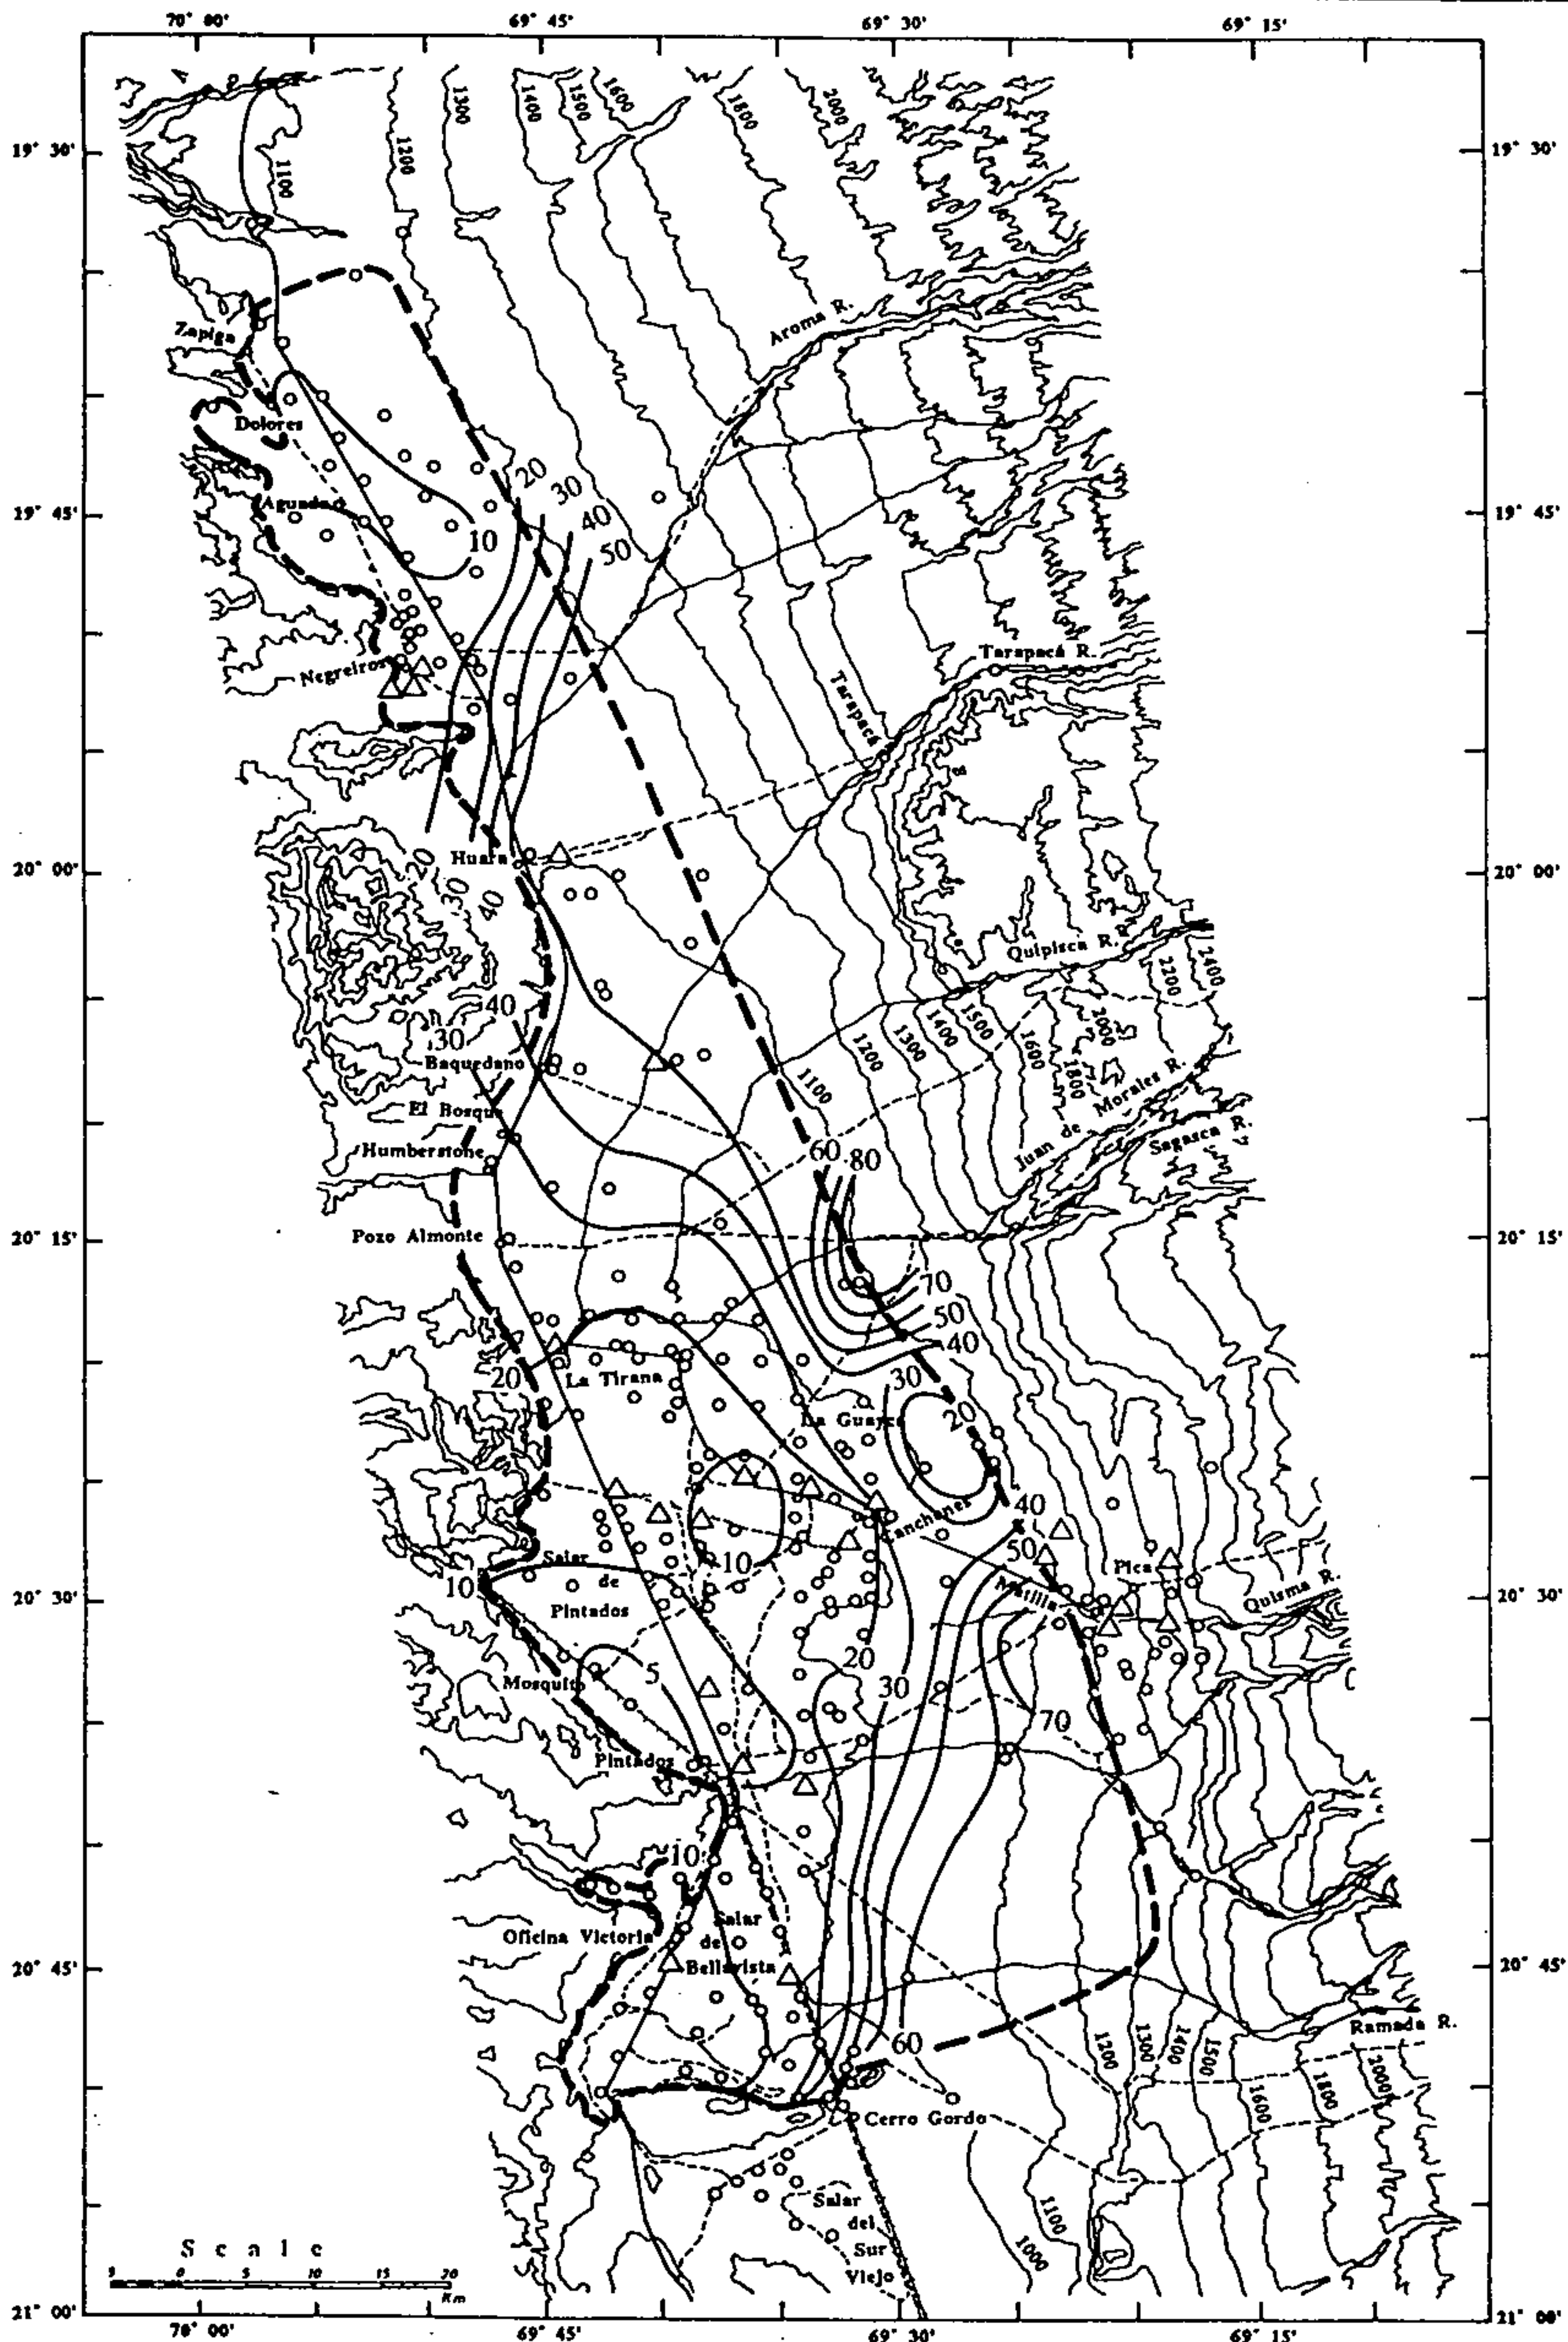 70° 00'
69° 45'
69° 30'
69° 15'
19° 30'
19° 30'
1100
1200
1300
1400
1500
1600
1800
2000
Aroma R.
Zapiga
Dolores
Aguada
19° 45'
19° 45'
20
30
40
50
10
Negreiros
Tarapacá R.
Tarapacá
20° 00'
20° 00'
Huara
20
30
40
Quipisca R.
2200
2400
40
30
Baquedano
1100
1200
1300
1400
1500
1600
1800
2000
El Bosque
Humberstone
Juan de Morales R.
Sagasca R.
60
80
20° 15'
Pozo Almonte
20° 15'
70
50
40
30
20
20
La Tirana
La Guayca
Canchones
40
50
10
10
Salar
de
Pintados
Pica
Matilla
Quisma R.
20° 30'
20° 30'
5
20
30
70
Mosquito
Pintados
10
Oficina Victoria
Salar
de
Bellavista
20° 45'
20° 45'
Ramada R.
60
1200
1300
1400
1500
1600
1800
2000
Cerro Gordo
1000
1100
Salar
del
Sur
Viejo
Scale
5 0 5 10 15 20
Km
21° 00'
21° 00'
70° 00'
69° 45'
69° 30'
69° 15'